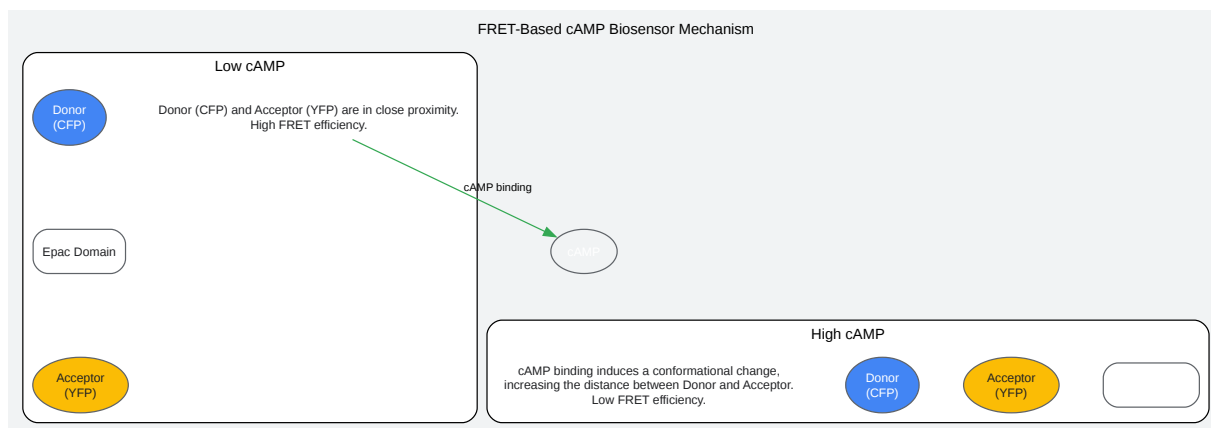 FRET-Based cAMP Biosensor Mechanism
Low cAMP
Donor
(CFP)
Donor (CFP) and Acceptor (YFP) are in close proximity.
High FRET efficiency.
cAMP binding
Epac Domain
cAMP
Acceptor
(YFP)
High cAMP
cAMP binding induces a conformational change,
increasing the distance between Donor and Acceptor.
Low FRET efficiency.
Donor
(CFP)
Acceptor
(YFP)